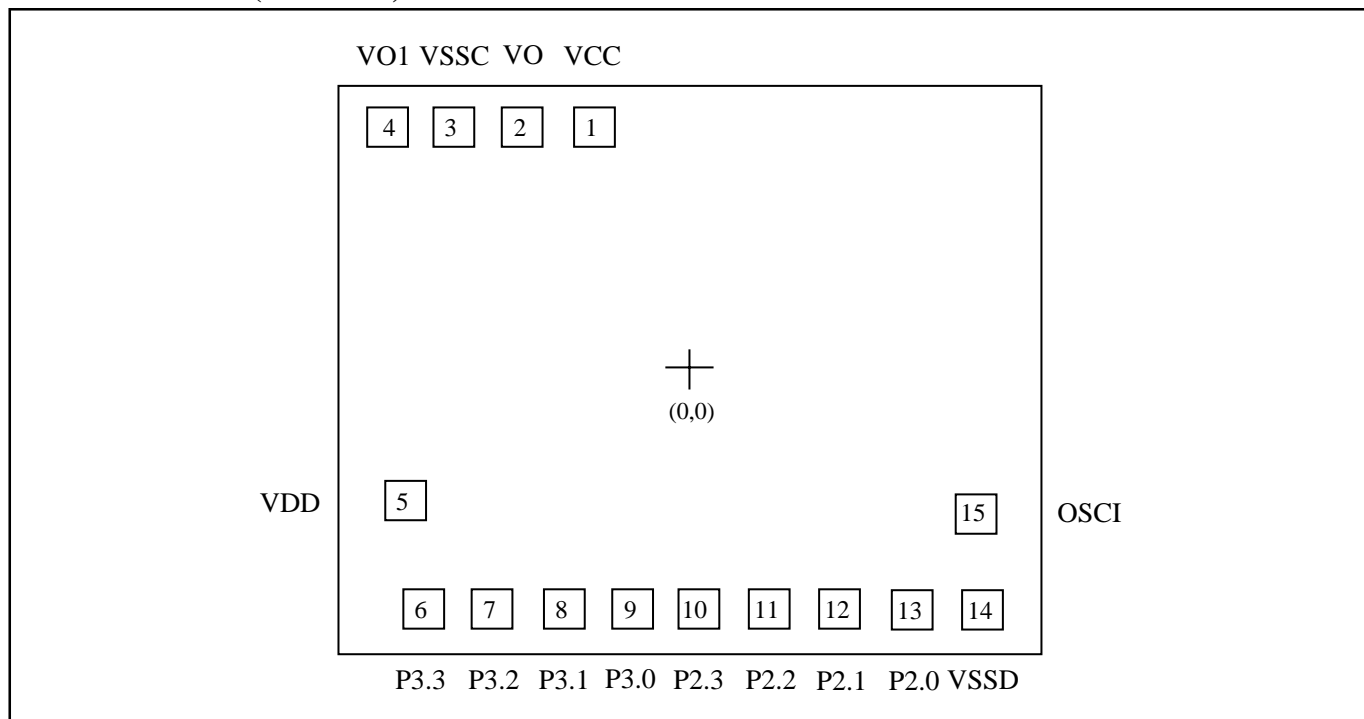 VO1 VSSC VO VCC
4 3 2 1
(0,0)
VDD 5 15 OSCI
6 7 8 9 10 11 12 13 14
P3.3 P3.2 P3.1 P3.0 P2.3 P2.2 P2.1 P2.0 VSSD